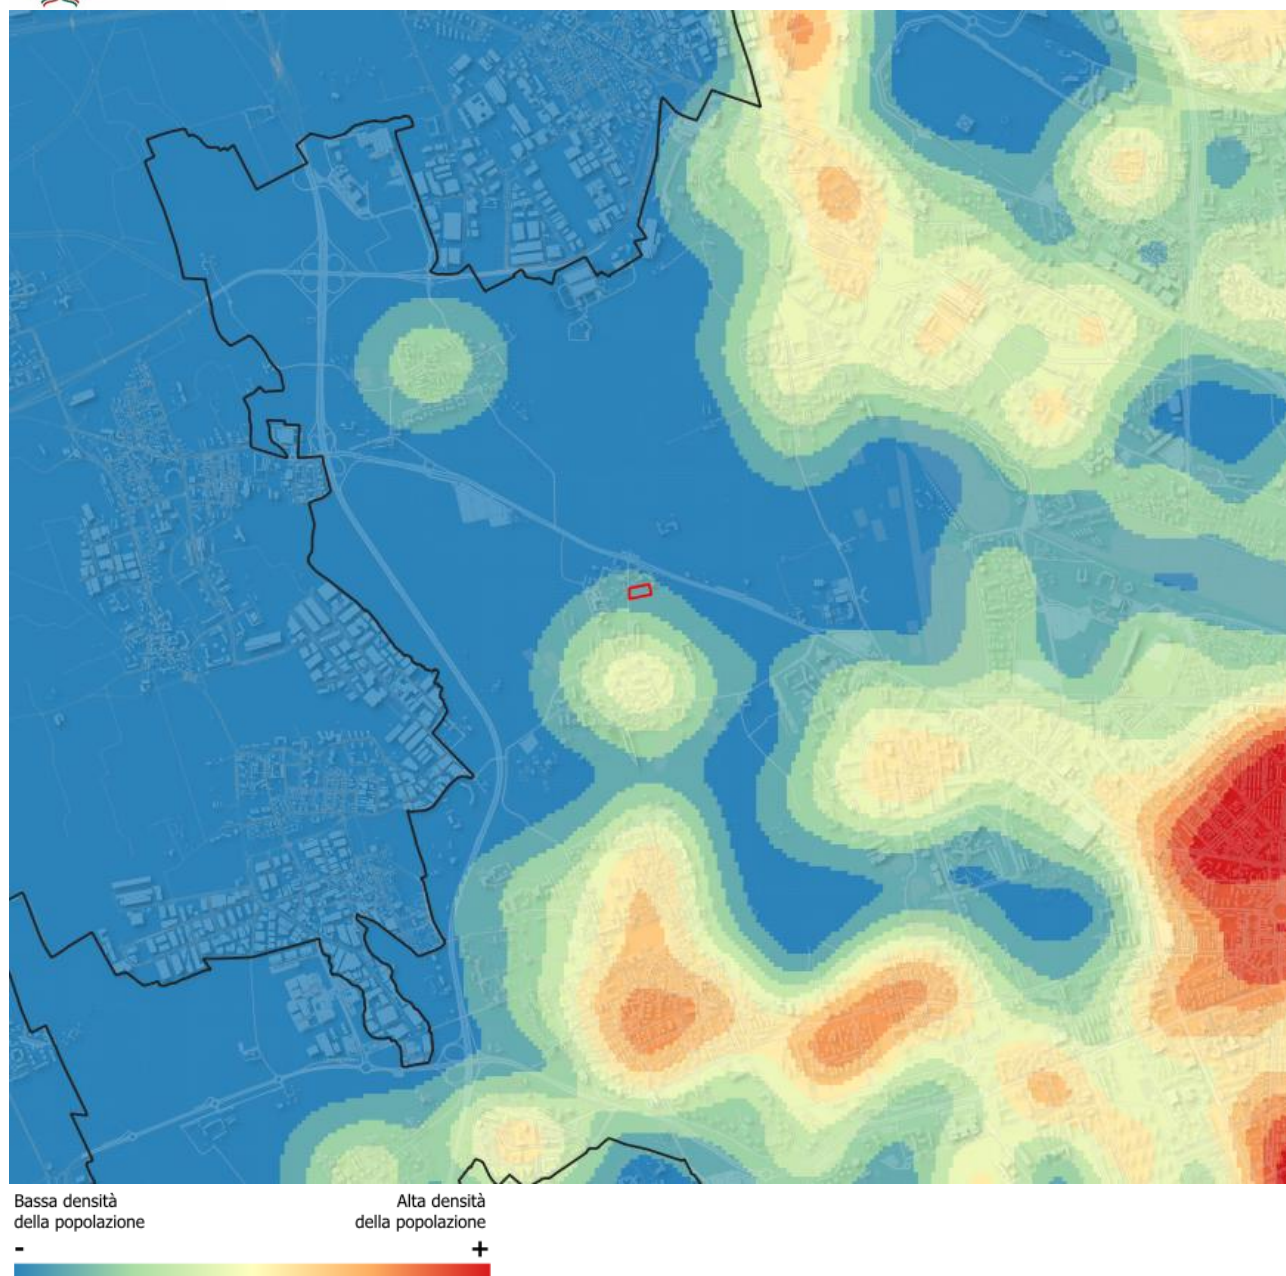 Bassa densità
della popolazione
Alta densità
della popolazione
- +